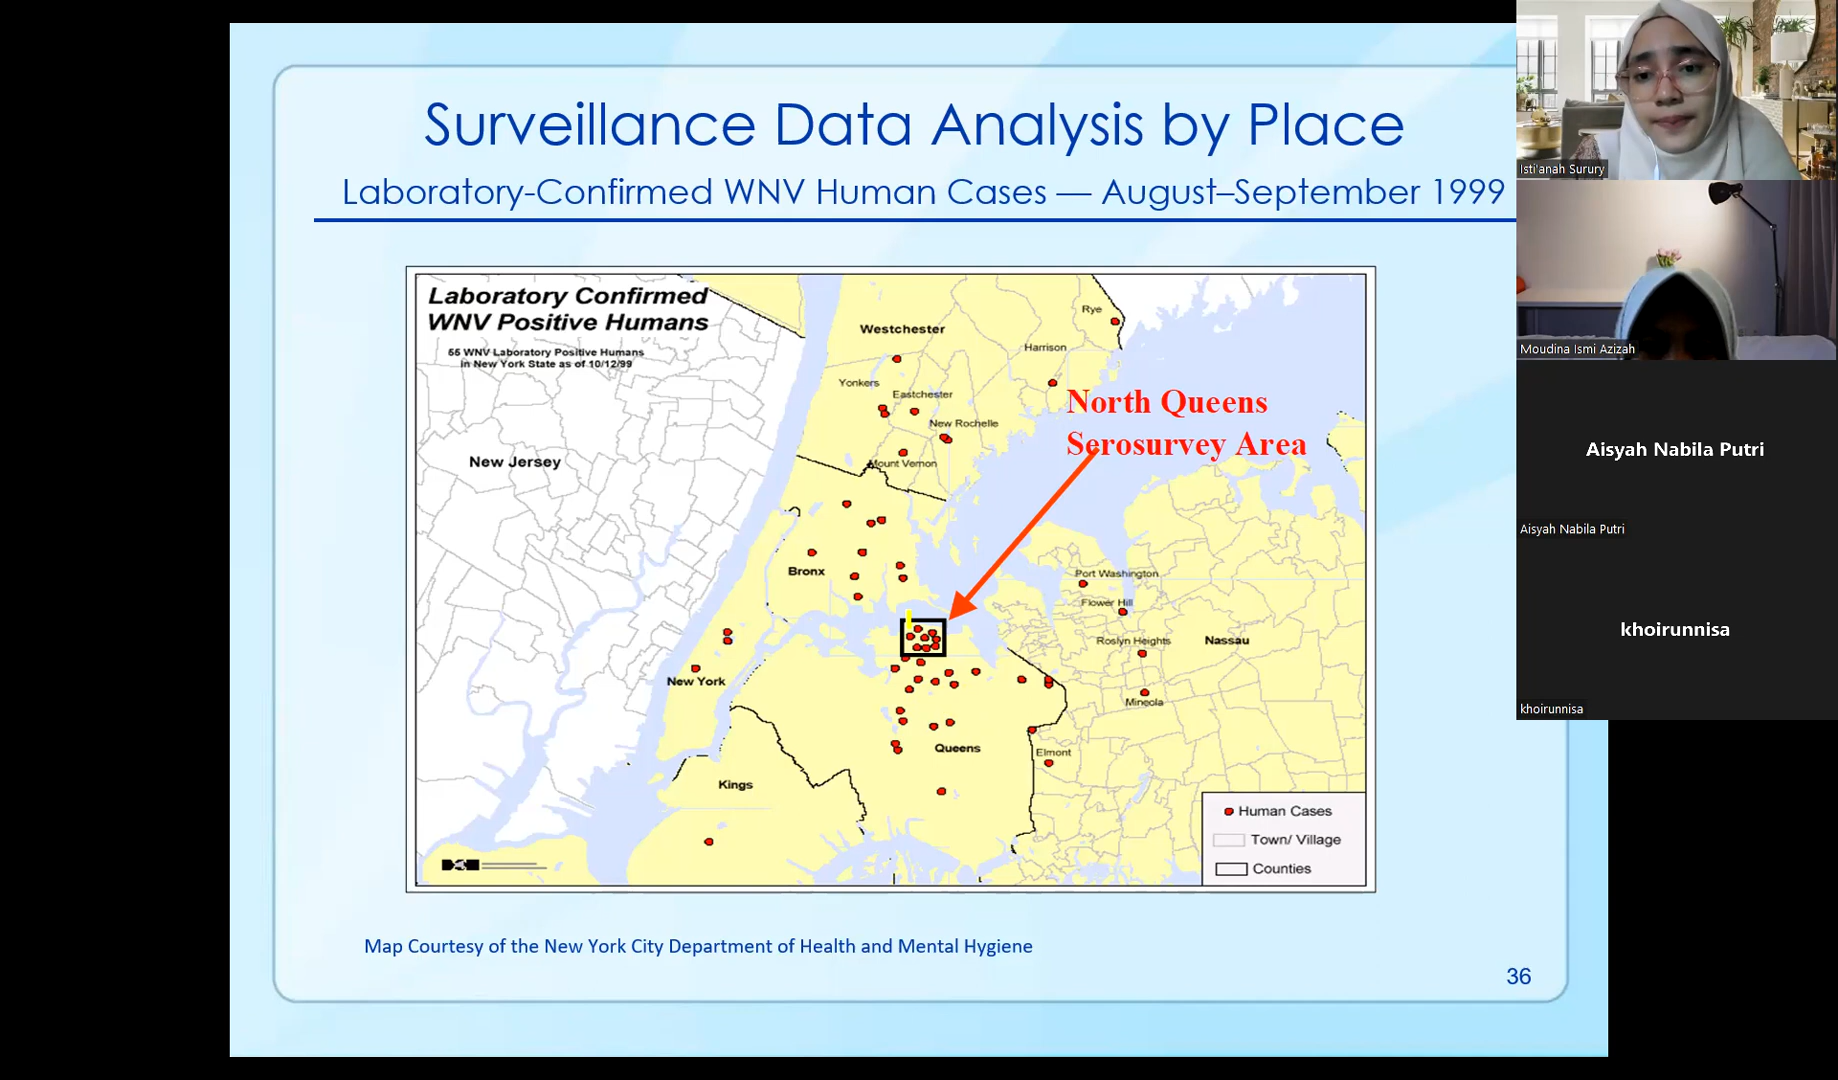 Surveillance Data Analysis by Place
Laboratory-Confirmed WNV Human Cases — August–September 1999
Laboratory Confirmed
WNV Positive Humans
55 WNV Laboratory Positive Humans
in New York State as of 10/12/99
Rye
Westchester
Harrison
Yonkers
Eastchester
North Queens
Serosurvey Area
New Rochelle
New Jersey
Mount Vernon
Bronx
Port Washington
Flower Hill
Roslyn Heights
Nassau
New York
Mineola
Queens
Elmont
Kings
Human Cases
Town/ Village
Counties
Map Courtesy of the New York City Department of Health and Mental Hygiene
36
Isti'anah Surury
Moudina Ismi Azizah
Aisyah Nabila Putri
Aisyah Nabila Putri
khoirunnisa
khoirunnisa